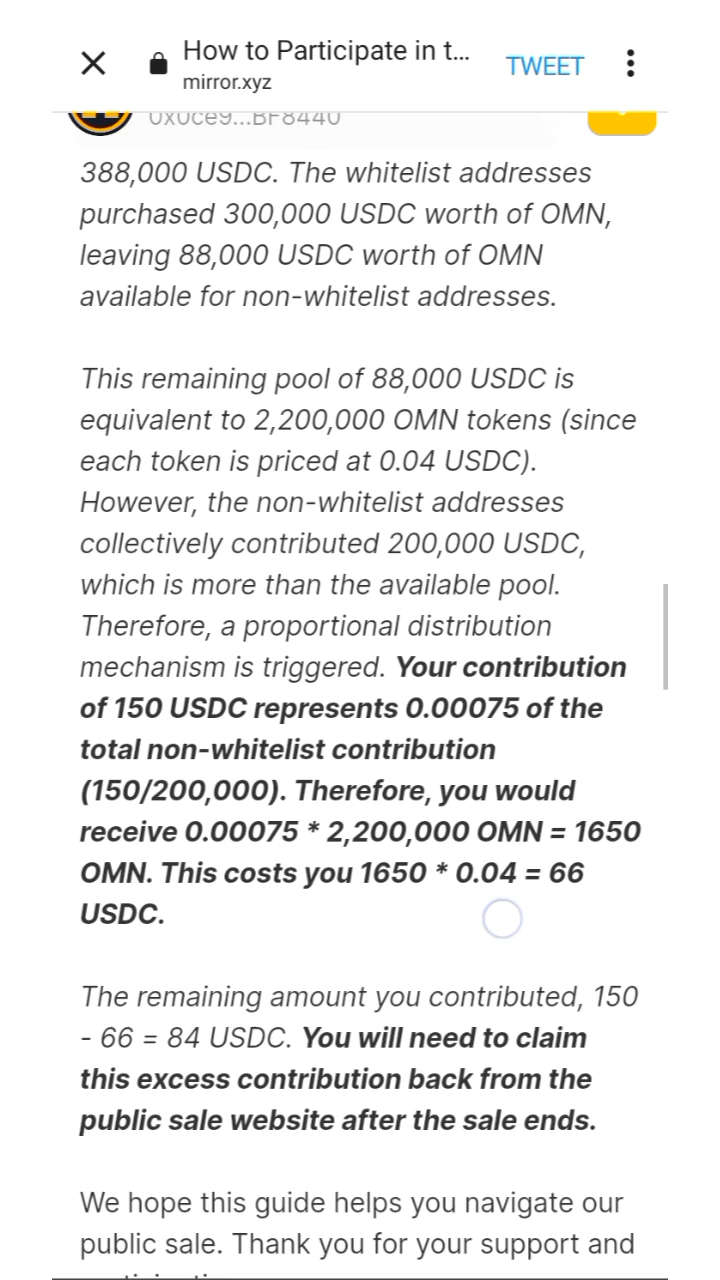 How to Participate in t...
mirror.xyz
TWEET
0x0ce9...BF8440
388,000 USDC. The whitelist addresses
purchased 300,000 USDC worth of OMN,
leaving 88,000 USDC worth of OMN
available for non-whitelist addresses.
This remaining pool of 88,000 USDC is
equivalent to 2,200,000 OMN tokens (since
each token is priced at 0.04 USDC).
However, the non-whitelist addresses
collectively contributed 200,000 USDC,
which is more than the available pool.
Therefore, a proportional distribution
mechanism is triggered. Your contribution
of 150 USDC represents 0.00075 of the
total non-whitelist contribution
(150/200,000). Therefore, you would
receive 0.00075 * 2,200,000 OMN = 1650
OMN. This costs you 1650 * 0.04 = 66
USDC.
The remaining amount you contributed, 150
- 66 = 84 USDC. You will need to claim
this excess contribution back from the
public sale website after the sale ends.
We hope this guide helps you navigate our
public sale. Thank you for your support and